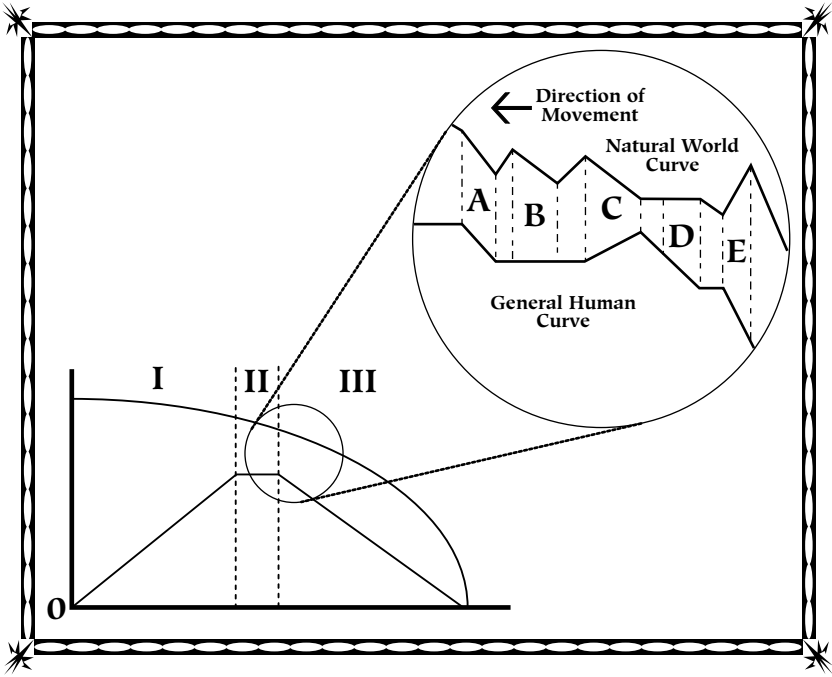 Direction of
Movement
Natural World
Curve
A
B
C
D
E
General Human
Curve
I
II
III
0